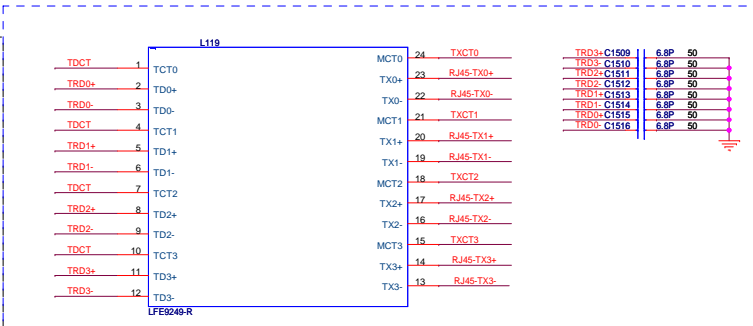 L119
TDCT 1 TCT0 MCT0 24 TXCT0
TRD0+ 2 TD0+ TX0+ 23 RJ45-TX0+
TRD0- 3 TD0- TX0- 22 RJ45-TX0-
TDCT 4 TCT1 MCT1 21 TXCT1
TRD1+ 5 TD1+ TX1+ 20 RJ45-TX1+
TRD1- 6 TD1- TX1- 19 RJ45-TX1-
TDCT 7 TCT2 MCT2 18 TXCT2
TRD2+ 8 TD2+ TX2+ 17 RJ45-TX2+
TRD2- 9 TD2- TX2- 16 RJ45-TX2-
TDCT 10 TCT3 MCT3 15 TXCT3
TRD3+ 11 TD3+ TX3+ 14 RJ45-TX3+
TRD3- 12 TD3- TX3- 13 RJ45-TX3-
LFE9249-R
TRD3+ C1509 6.8P 50
TRD3- C1510 6.8P 50
TRD2+ C1511 6.8P 50
TRD2- C1512 6.8P 50
TRD1+ C1513 6.8P 50
TRD1- C1514 6.8P 50
TRD0+ C1515 6.8P 50
TRD0- C1516 6.8P 50